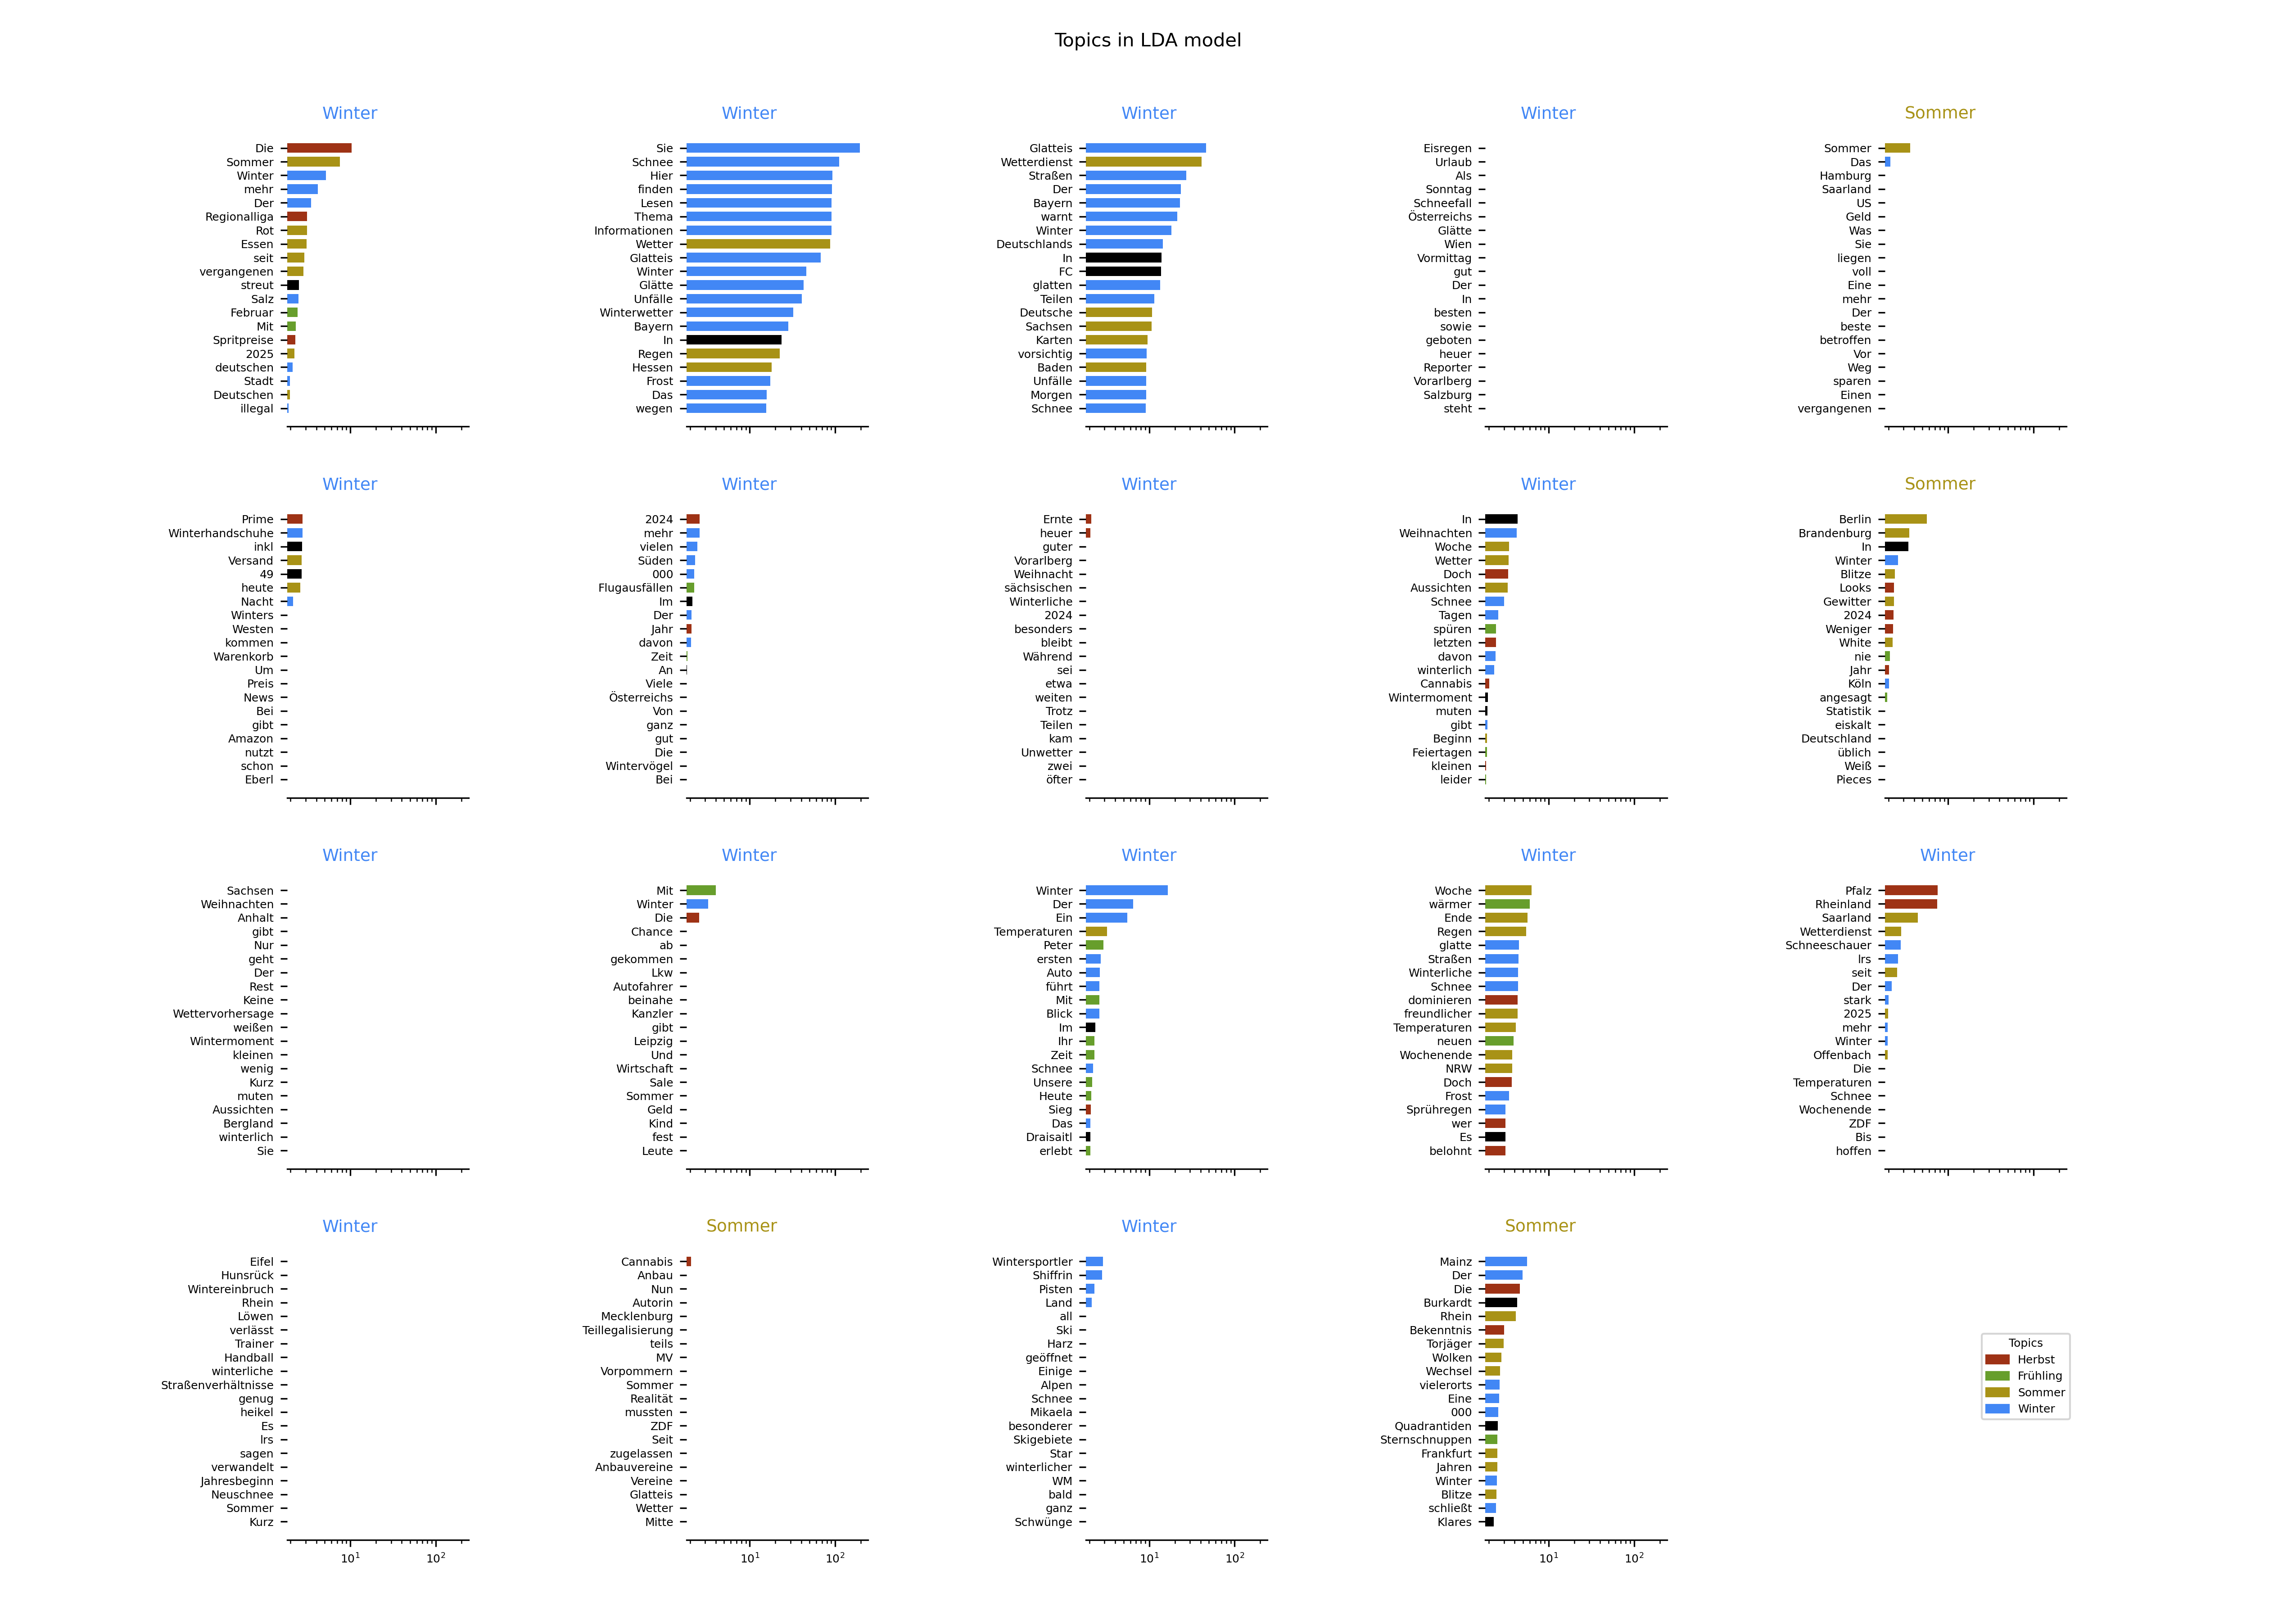 Topics in LDA model
Winter
Die
Sommer
Winter
mehr
Der
Regionalliga
Rot
Essen
seit
vergangenen
streut
Salz
Februar
Mit
Spritpreise
2025
deutschen
Stadt
Deutschen
illegal
Winter
Sie
Schnee
Hier
finden
Lesen
Thema
Informationen
Wetter
Glatteis
Winter
Glätte
Unfälle
Winterwetter
Bayern
In
Regen
Hessen
Frost
Das
wegen
Winter
Glatteis
Wetterdienst
Straßen
Der
Bayern
warnt
Winter
Deutschlands
In
FC
glatten
Teilen
Deutsche
Sachsen
Karten
vorsichtig
Baden
Unfälle
Morgen
Schnee
Winter
Eisregen
Urlaub
Als
Sonntag
Schneefall
Österreichs
Glätte
Wien
Vormittag
gut
Der
In
besten
sowie
geboten
heuer
Reporter
Vorarlberg
Salzburg
steht
Sommer
Sommer
Das
Hamburg
Saarland
US
Geld
Was
Sie
liegen
voll
Eine
mehr
Der
beste
betroffen
Vor
Weg
sparen
Einen
vergangenen
Winter
Prime
Winterhandschuhe
inkl
Versand
49
heute
Nacht
Winters
Westen
kommen
Warenkorb
Um
Preis
News
Bei
gibt
Amazon
nutzt
schon
Eberl
Winter
2024
mehr
vielen
Süden
000
Flugausfällen
Im
Der
Jahr
davon
Zeit
An
Viele
Österreichs
Von
ganz
gut
Die
Wintervögel
Bei
Winter
Ernte
heuer
guter
Vorarlberg
Weihnacht
sächsischen
Winterliche
2024
besonders
bleibt
Während
sei
etwa
weiten
Trotz
Teilen
kam
Unwetter
zwei
öfter
Winter
In
Weihnachten
Woche
Wetter
Doch
Aussichten
Schnee
Tagen
spüren
letzten
davon
winterlich
Cannabis
Wintermoment
muten
gibt
Beginn
Feiertagen
kleinen
leider
Sommer
Berlin
Brandenburg
In
Winter
Blitze
Looks
Gewitter
2024
Weniger
White
nie
Jahr
Köln
angesagt
Statistik
eiskalt
Deutschland
üblich
Weiß
Pieces
Winter
Sachsen
Weihnachten
Anhalt
gibt
Nur
geht
Der
Rest
Keine
Wettervorhersage
weißen
Wintermoment
kleinen
wenig
Kurz
muten
Aussichten
Bergland
winterlich
Sie
Winter
Mit
Winter
Die
Chance
ab
gekommen
Lkw
Autofahrer
beinahe
Kanzler
gibt
Leipzig
Und
Wirtschaft
Sale
Sommer
Geld
Kind
fest
Leute
Winter
Winter
Der
Ein
Temperaturen
Peter
ersten
Auto
führt
Mit
Blick
Im
Ihr
Zeit
Schnee
Unsere
Heute
Sieg
Das
Draisaitl
erlebt
Winter
Woche
wärmer
Ende
Regen
glatte
Straßen
Winterliche
Schnee
dominieren
freundlicher
Temperaturen
neuen
Wochenende
NRW
Doch
Frost
Sprühregen
wer
Es
belohnt
Winter
Pfalz
Rheinland
Saarland
Wetterdienst
Schneeschauer
Irs
seit
Der
stark
2025
mehr
Winter
Offenbach
Die
Temperaturen
Schnee
Wochenende
ZDF
Bis
hoffen
Winter
Eifel
Hunsrück
Wintereinbruch
Rhein
Löwen
verlässt
Trainer
Handball
winterliche
Straßenverhältnisse
genug
heikel
Es
Irs
sagen
verwandelt
Jahresbeginn
Neuschnee
Sommer
Kurz
10¹ 10²
Sommer
Cannabis
Anbau
Nun
Autorin
Mecklenburg
Teillegalisierung
teils
MV
Vorpommern
Sommer
Realität
mussten
ZDF
Seit
zugelassen
Anbauvereine
Vereine
Glatteis
Wetter
Mitte
10¹ 10²
Winter
Wintersportler
Shiffrin
Pisten
Land
all
Ski
Harz
geöffnet
Einige
Alpen
Schnee
Mikaela
besonderer
Skigebiete
Star
winterlicher
WM
bald
ganz
Schwünge
10¹ 10²
Sommer
Mainz
Der
Die
Burkardt
Rhein
Bekenntnis
Torjäger
Wolken
Wechsel
vielerorts
Eine
000
Quadrantiden
Sternschnuppen
Frankfurt
Jahren
Winter
Blitze
schließt
Klares
10¹ 10²
Topics
Herbst
Frühling
Sommer
Winter